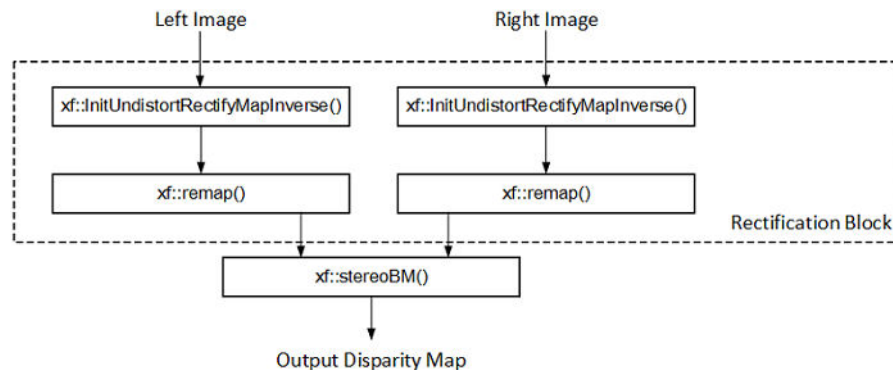 Left Image
Right Image
xf::InitUndistortRectifyMapInverse()
xf::InitUndistortRectifyMapInverse()
xf::remap()
xf::remap()
Rectification Block
xf::stereoBM()
Output Disparity Map